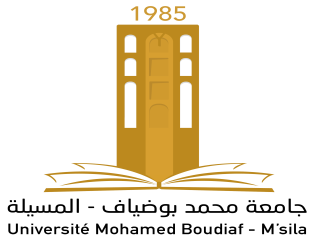 1985
جامعة محمد بوضياف - المسيلة
Université Mohamed Boudiaf - M'sila